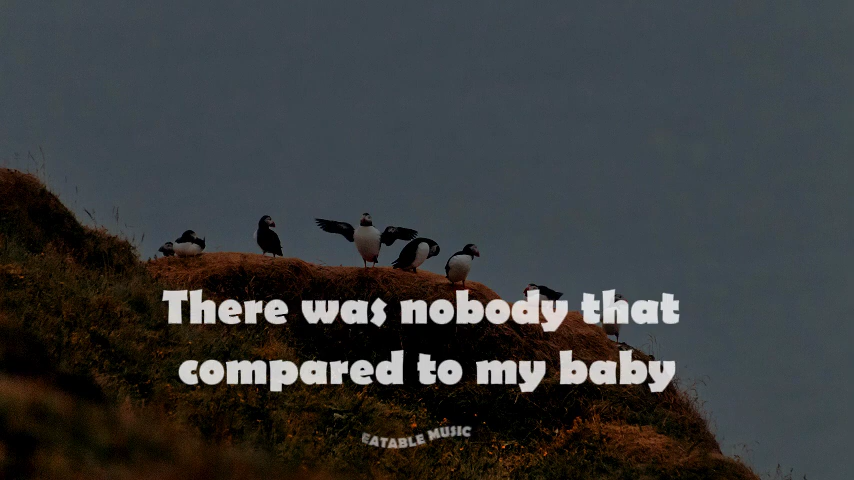 There was nobody that
compared to my baby
EATABLE MUSIC